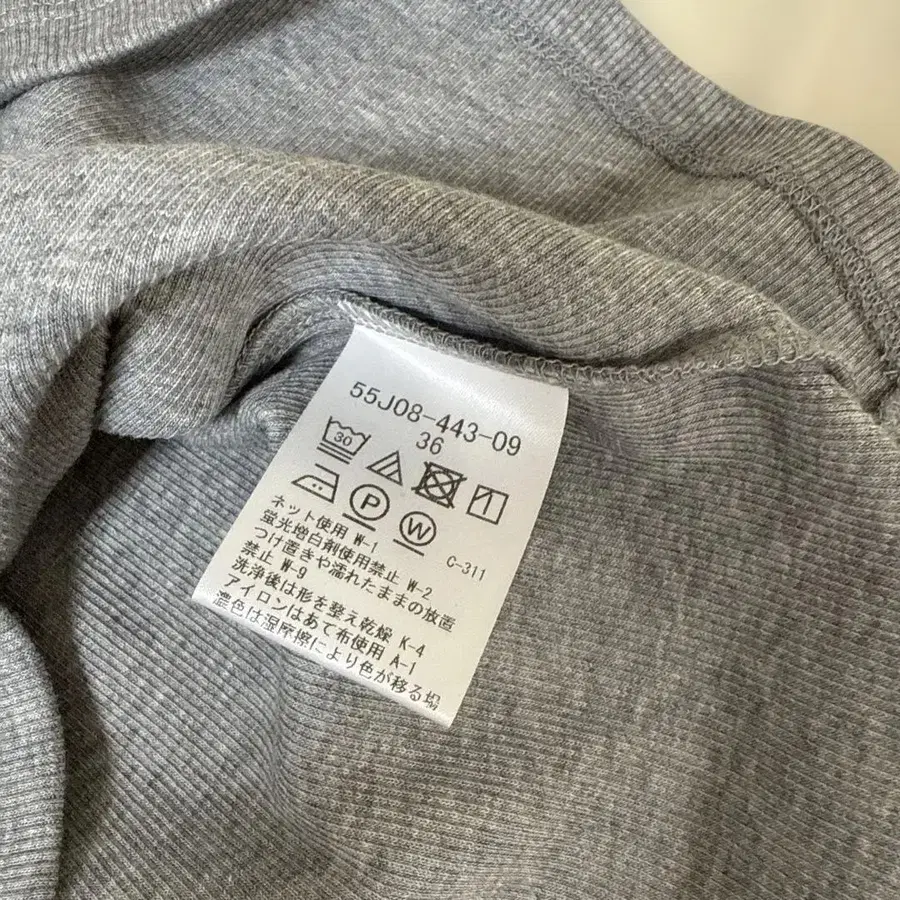 55J08-443-09
36
30
P W
C-311
ネット使用 W-1
蛍光増白剤使用禁止 W-2
つけ置きや濡れたままの放置
禁止 W-9
洗浄後は形を整え乾燥 K-4
アイロンはあて布使用 A-1
濃色は湿摩擦により色が移る場